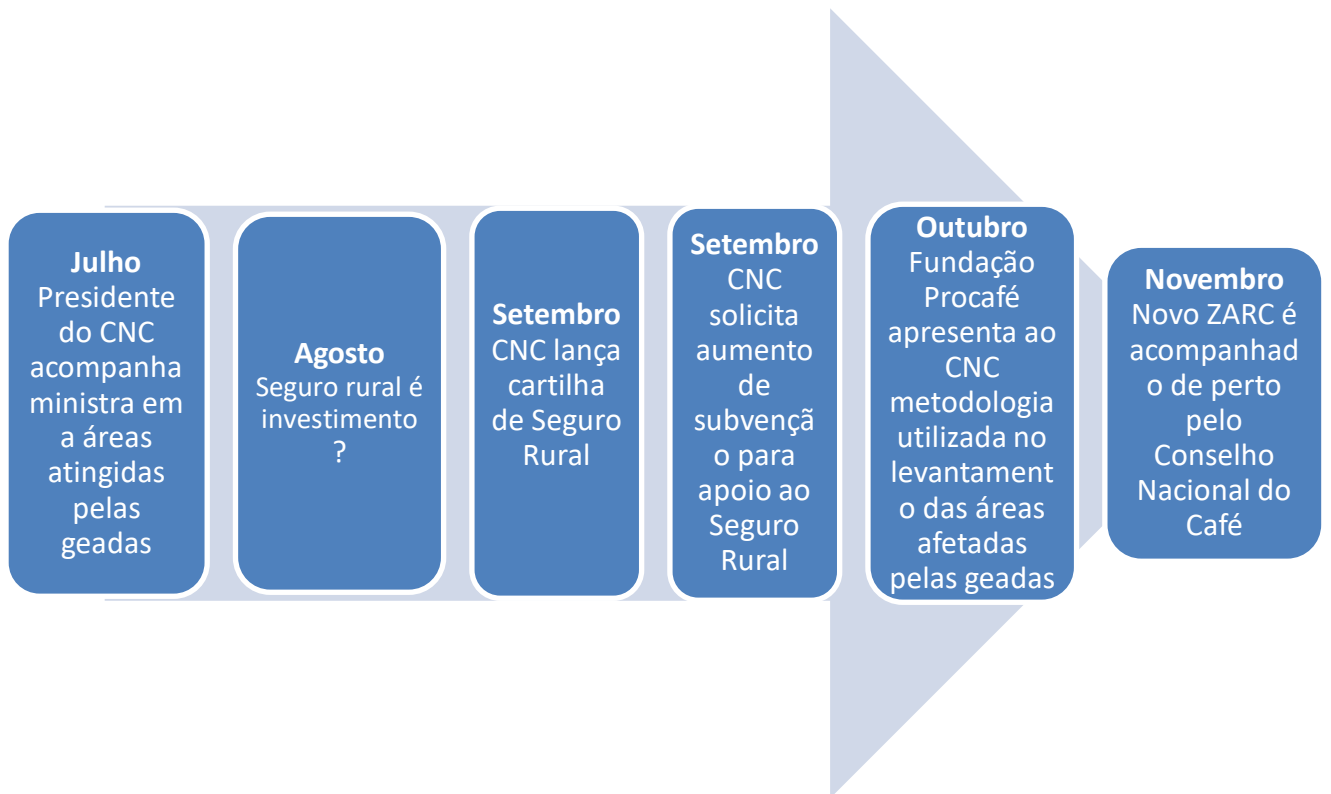 Julho
Presidente
do CNC
acompanha
ministra em
a áreas
atingidas
pelas
geadas
Agosto
Seguro rural é
investimento
?
Setembro
CNC lança
cartilha
de Seguro
Rural
Setembro
CNC
solicita
aumento
de
subvençã
o para
apoio ao
Seguro
Rural
Outubro
Fundação
Procafé
apresenta ao
CNC
metodologia
utilizada no
levantament
o das áreas
afetadas
pelas geadas
Novembro
Novo ZARC é
acompanhad
o de perto
pelo
Conselho
Nacional do
Café